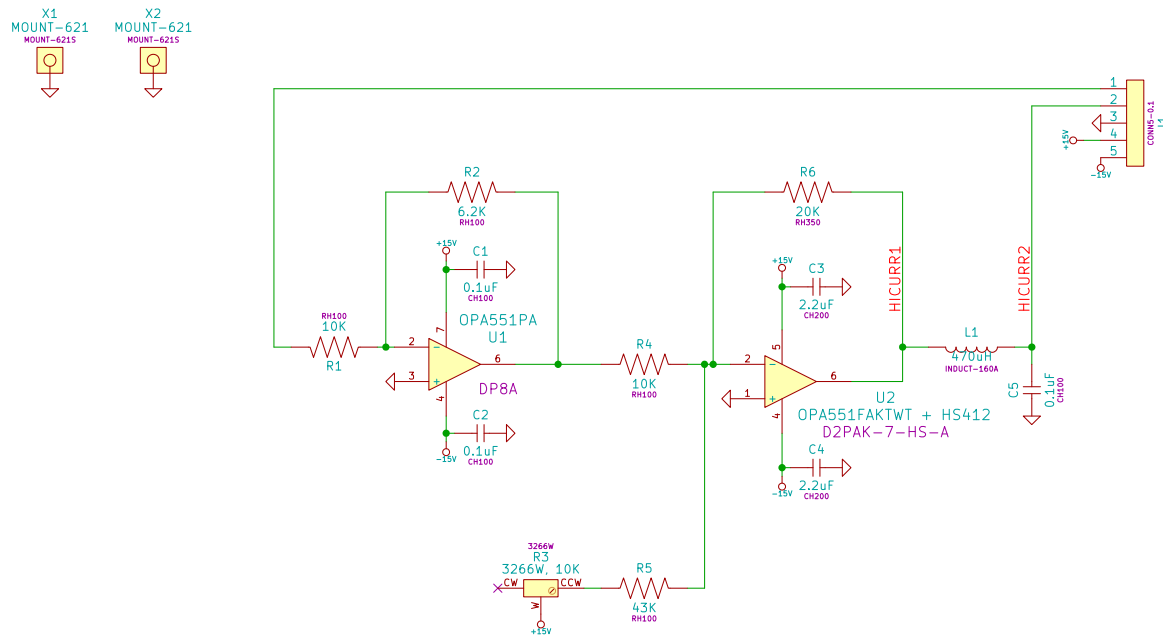 X1
MOUNT-621
MOUNT-621S
X2
MOUNT-621
MOUNT-621S
1
2
3
4
5
+15V
-15V
CONN5-0.1
R2
6.2K
RH100
R6
20K
RH350
+15V
C1
0.1uF
CH100
+15V
C3
2.2uF
CH200
HICURR1
HICURR2
OPA551PA
U1
7
2
3
6
4
DP8A
RH100
10K
R1
R4
10K
RH100
5
2
1
6
4
L1
470uH
INDUCT-160A
C5
0.1uF
CH100
U2
OPA551FAKTWT + HS412
D2PAK-7-HS-A
C2
0.1uF
CH100
-15V
C4
2.2uF
CH200
-15V
3266W
R3
3266W, 10K
CW
CCW
W
+15V
R5
43K
RH100